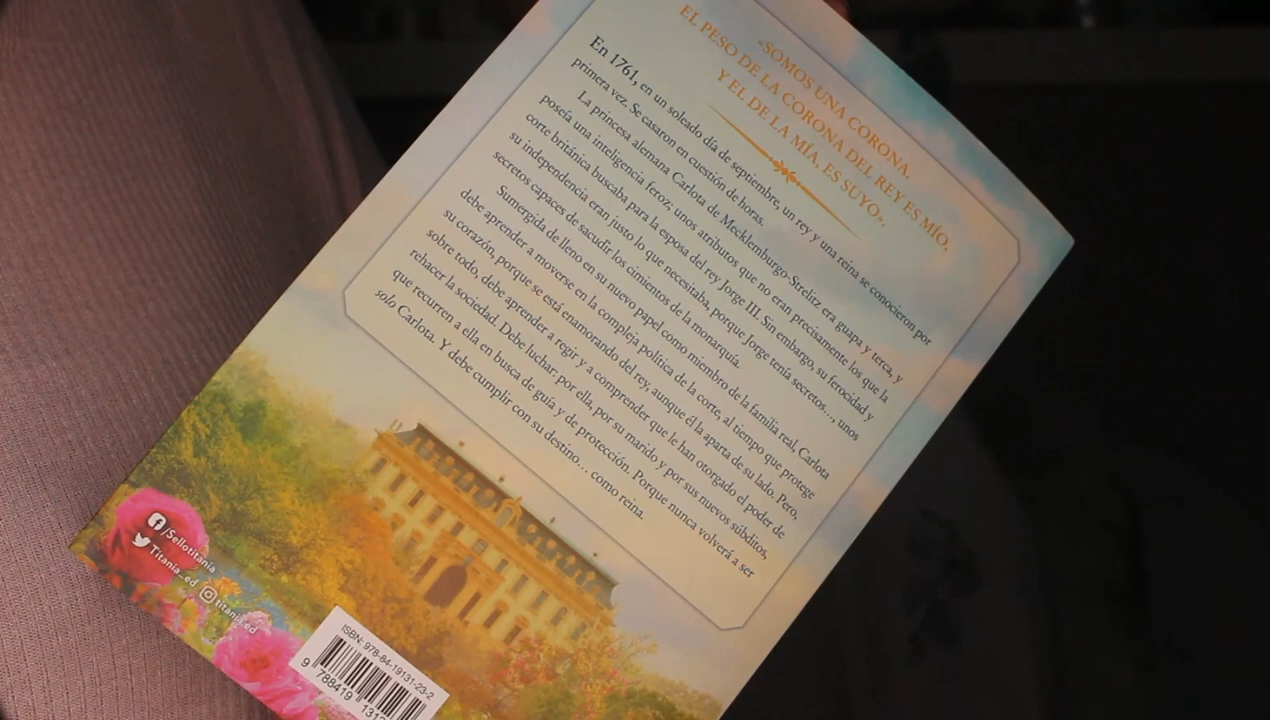 «SOMOS UNA CORONA.
EL PESO DE LA CORONA DEL REY ES MÍO,
Y EL DE LA MÍA, ES SUYO».
En 1761, en un soleado día de septiembre, un rey y una reina se conocieron por
primera vez. Se casaron en cuestión de horas.
La princesa alemana Carlota de Mecklemburgo-Strelitz era guapa y terca, y
poseía una inteligencia feroz; unos atributos que no eran precisamente los que la
corte británica buscaba para la esposa del rey Jorge III. Sin embargo, su ferocidad y
su independencia eran justo lo que necesitaba, porque Jorge tenía secretos..., unos
secretos capaces de sacudir los cimientos de la monarquía.
Sumergida de lleno en su nuevo papel como miembro de la familia real, Carlota
debe aprender a moverse en la compleja política de la corte, al tiempo que protege
su corazón, porque se está enamorando del rey, aunque él la aparta de su lado. Pero,
sobre todo, debe aprender a regir y a comprender que le han otorgado el poder de
rehacer la sociedad. Debe luchar: por ella, por su marido y por sus nuevos súbditos,
que recurren a ella en busca de guía y de protección. Porque nunca volverá a ser
solo Carlota. Y debe cumplir con su destino... como reina.
/Sellotitania
Titania_ed
titania_ed
ISBN: 978-84-19131-23-2
9 788419